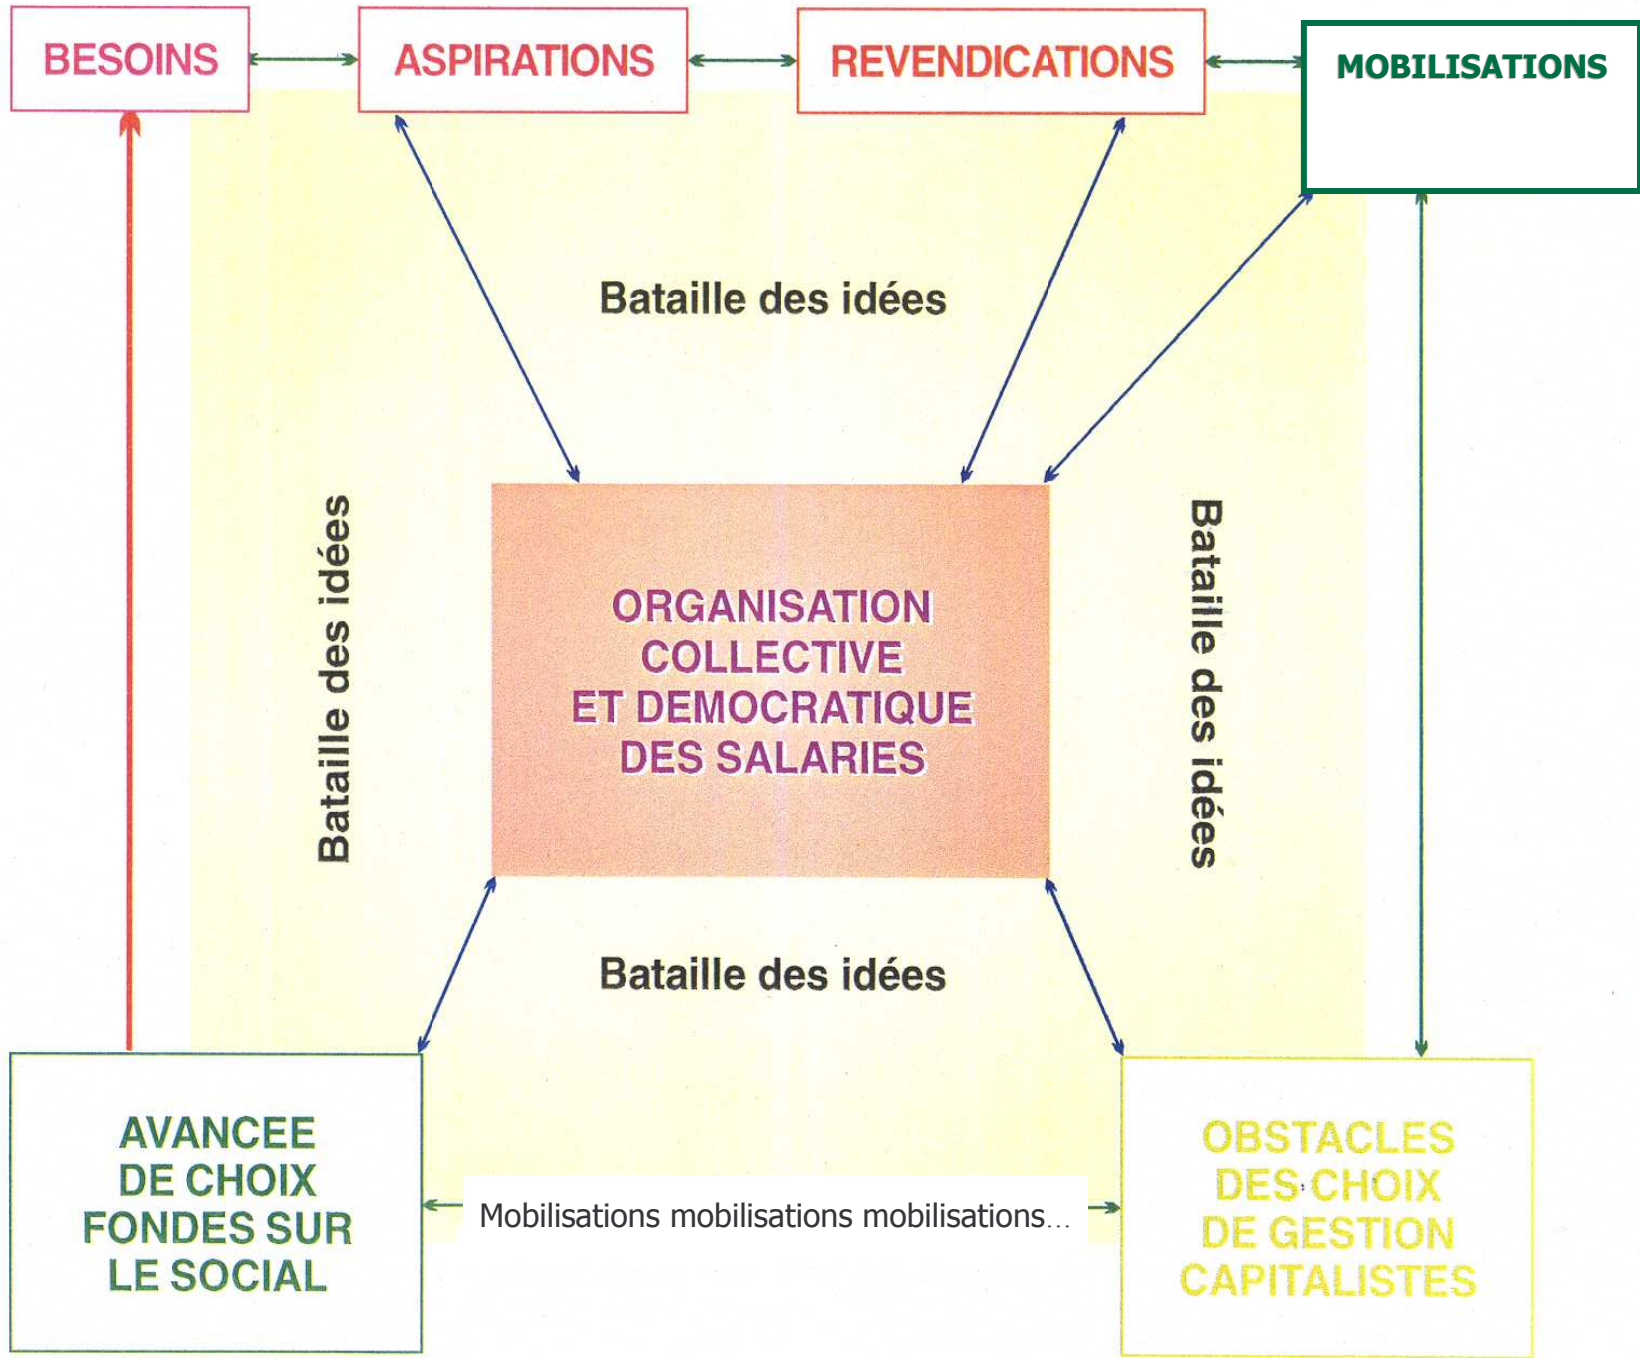 BESOINS
ASPIRATIONS
REVENDICATIONS
MOBILISATIONS
Bataille des idées
Bataille des idées
Bataille des idées
ORGANISATION
COLLECTIVE
ET DEMOCRATIQUE
DES SALARIES
Bataille des idées
AVANCEE
DE CHOIX
FONDES SUR
LE SOCIAL
Mobilisations mobilisations mobilisations…
OBSTACLES
DES CHOIX
DE GESTION
CAPITALISTES